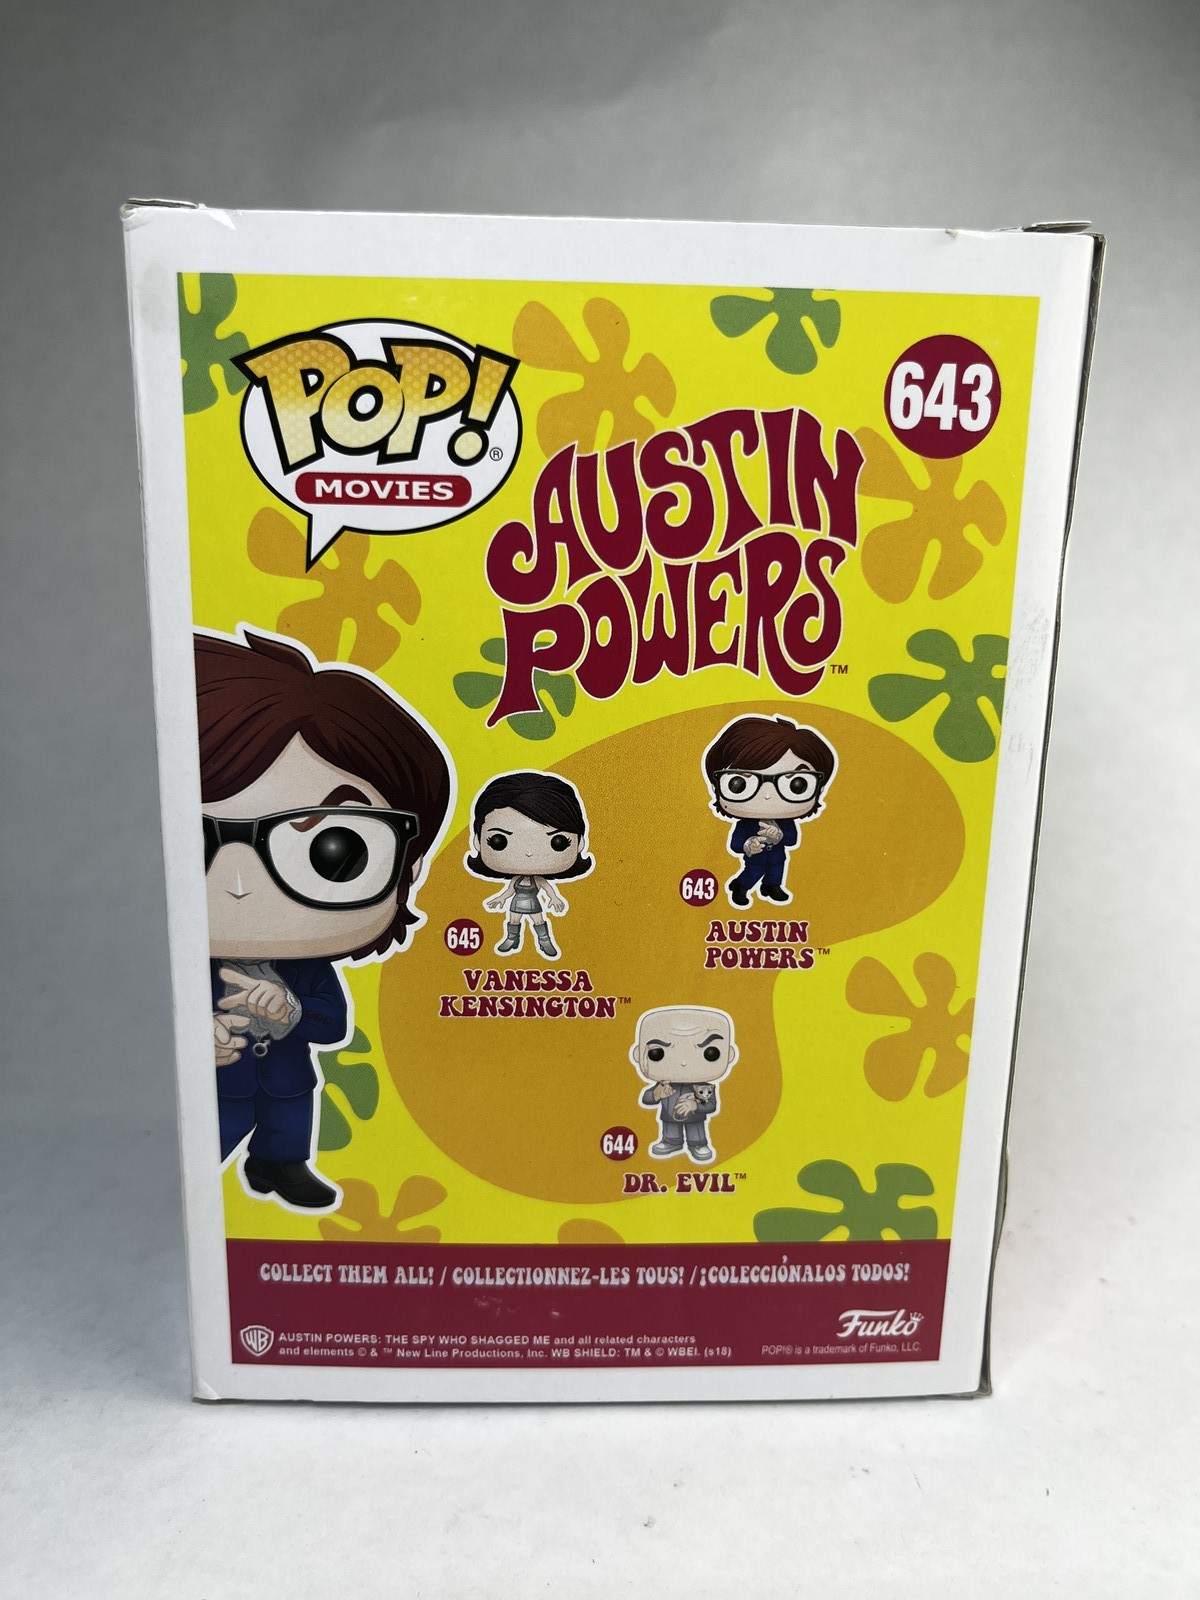 POP!®
MOVIES
643
AUSTIN
POWERS™
643
AUSTIN
POWERS™
645
VANESSA
KENSINGTON™
644
DR. EVIL™
COLLECT THEM ALL! / COLLECTIONNEZ-LES TOUS! / ¡COLECCIÓNALOS TODOS!
WB
AUSTIN POWERS: THE SPY WHO SHAGGED ME and all related characters
and elements © & ™ New Line Productions, Inc. WB SHIELD: TM & © WBEI. (s18)
Funko
POP!® is a trademark of Funko, LLC.